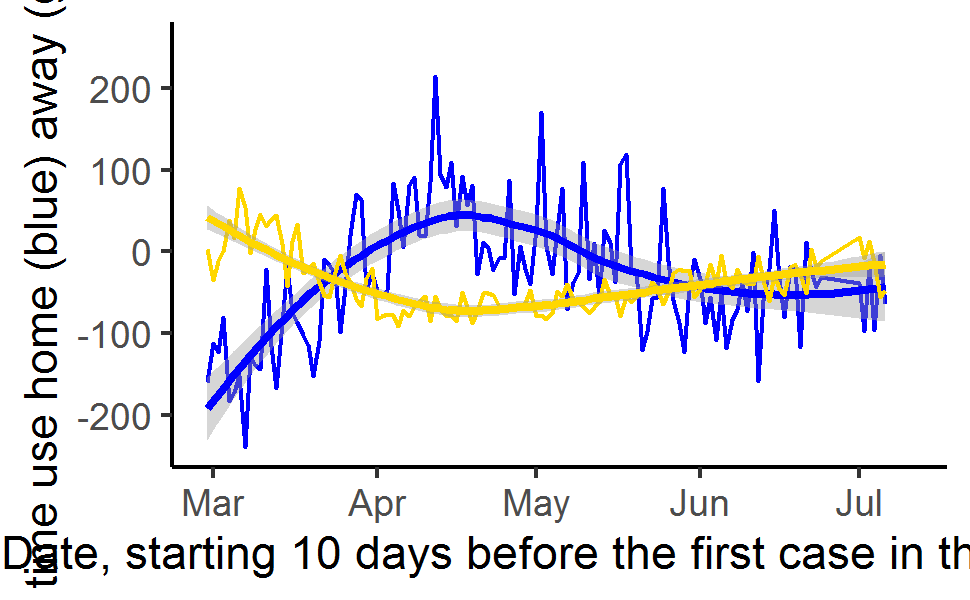 time use home (blue) away (
200
100
0
-100
-200
Mar Apr May Jun Jul
Date, starting 10 days before the first case in th